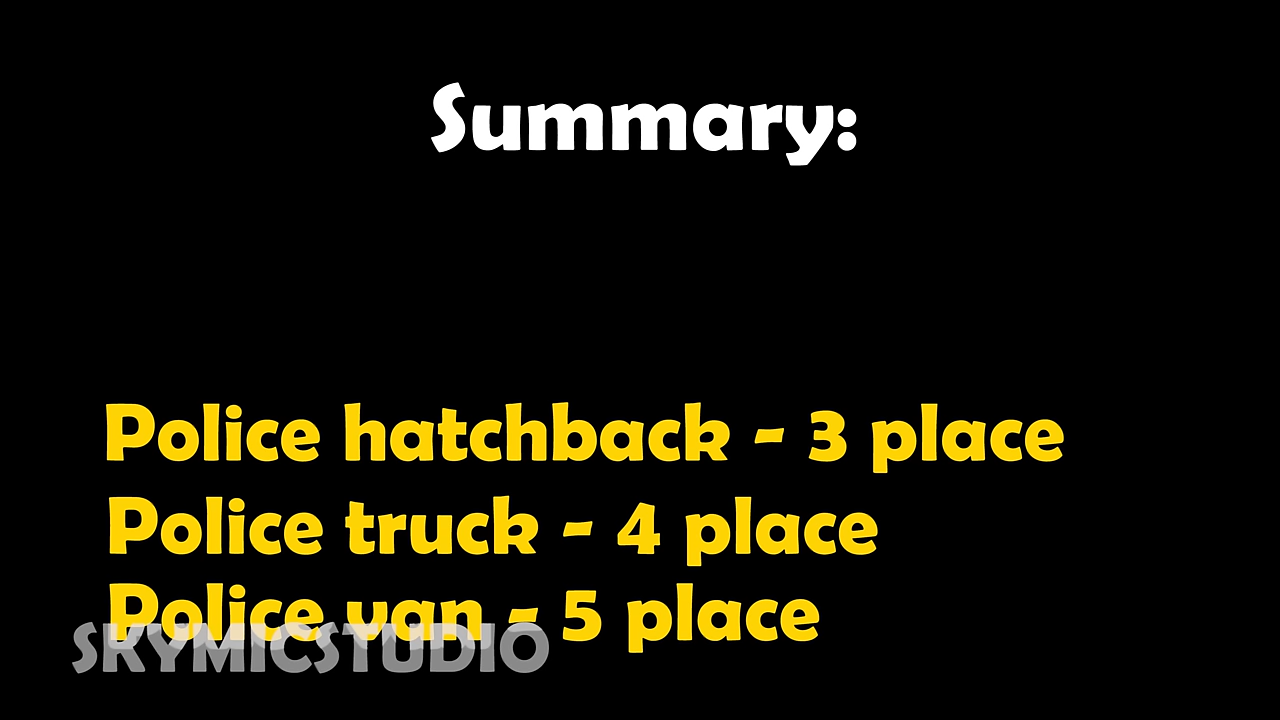 Summary:
Police hatchback - 3 place
Police truck - 4 place
Police van - 5 place
SKYMICSTUDIO